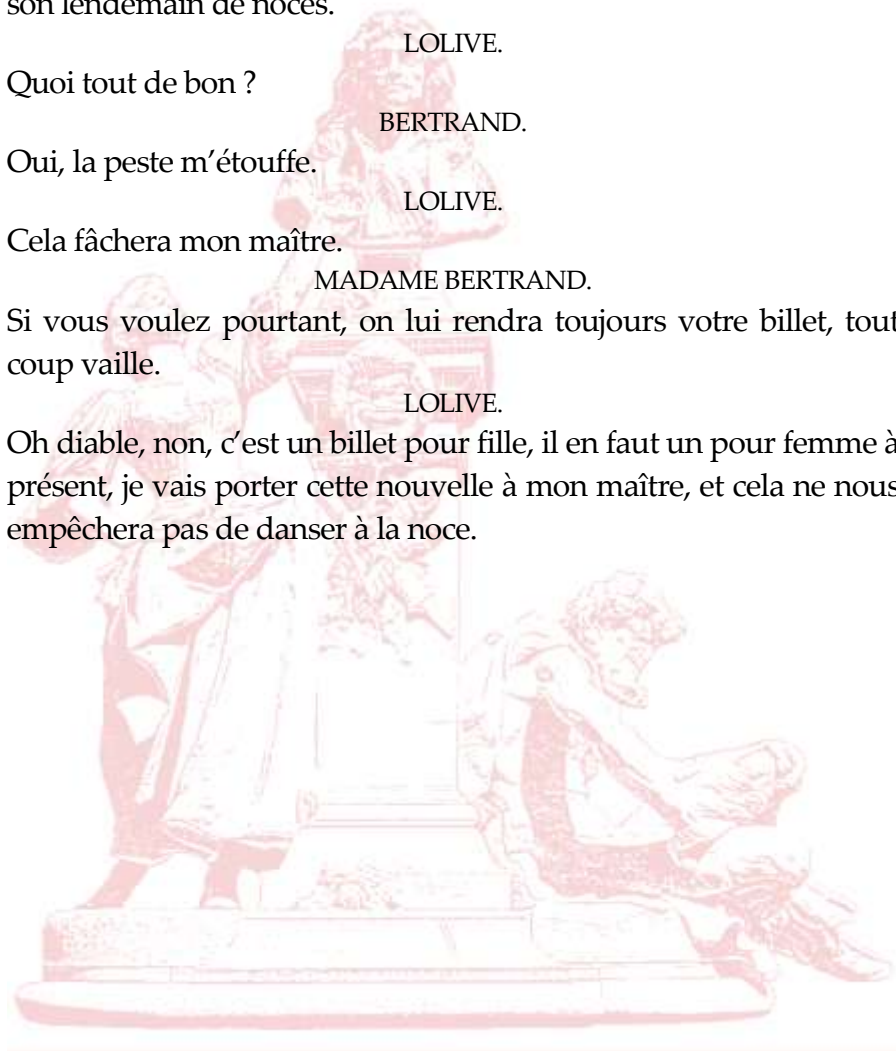 son lendemain de noces.
LOLIVE.
Quoi tout de bon ?
BERTRAND.
Oui, la peste m’étouffe.
LOLIVE.
Cela fâchera mon maître.
MADAME BERTRAND.
Si vous voulez pourtant, on lui rendra toujours votre billet, tout
coup vaille.
LOLIVE.
Oh diable, non, c’est un billet pour fille, il en faut un pour femme à
présent, je vais porter cette nouvelle à mon maître, et cela ne nous
empêchera pas de danser à la noce.